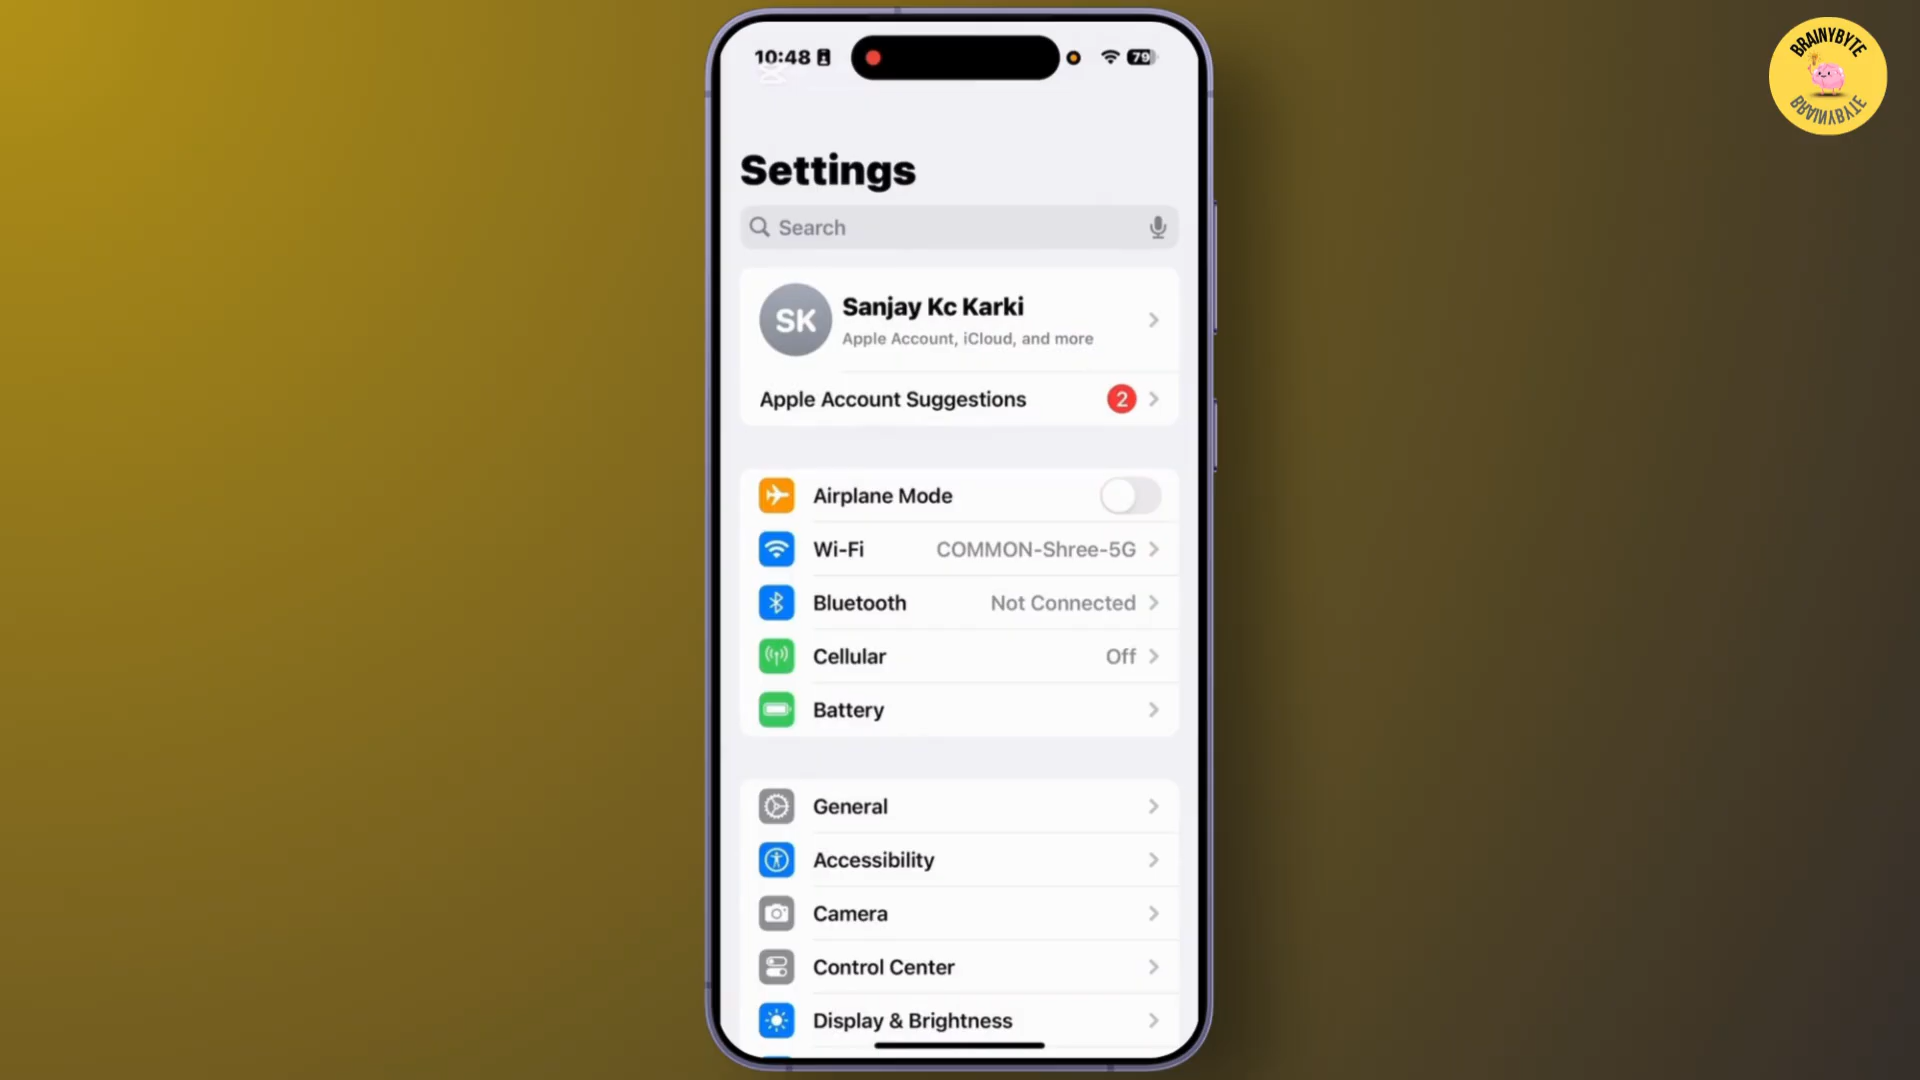 BRAINYBYTE
BRAINYBYTE
10:48
79
Settings
Search
SK
Sanjay Kc Karki
Apple Account, iCloud, and more
Apple Account Suggestions 2
Airplane Mode
Wi-Fi COMMON-Shree-5G
Bluetooth Not Connected
Cellular Off
Battery
General
Accessibility
Camera
Control Center
Display & Brightness